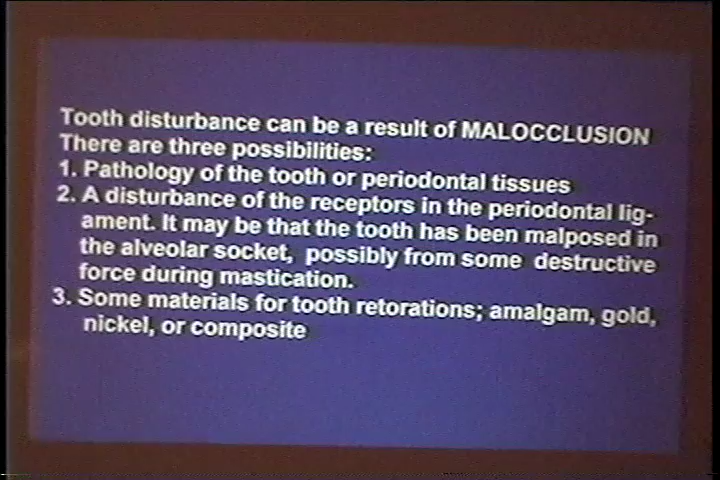 Tooth disturbance can be a result of MALOCCLUSION
There are three possibilities:
1. Pathology of the tooth or periodontal tissues
2. A disturbance of the receptors in the periodontal lig-
ament. It may be that the tooth has been malposed in
the alveolar socket, possibly from some destructive
force during mastication.
3. Some materials for tooth retorations; amalgam, gold,
nickel, or composite